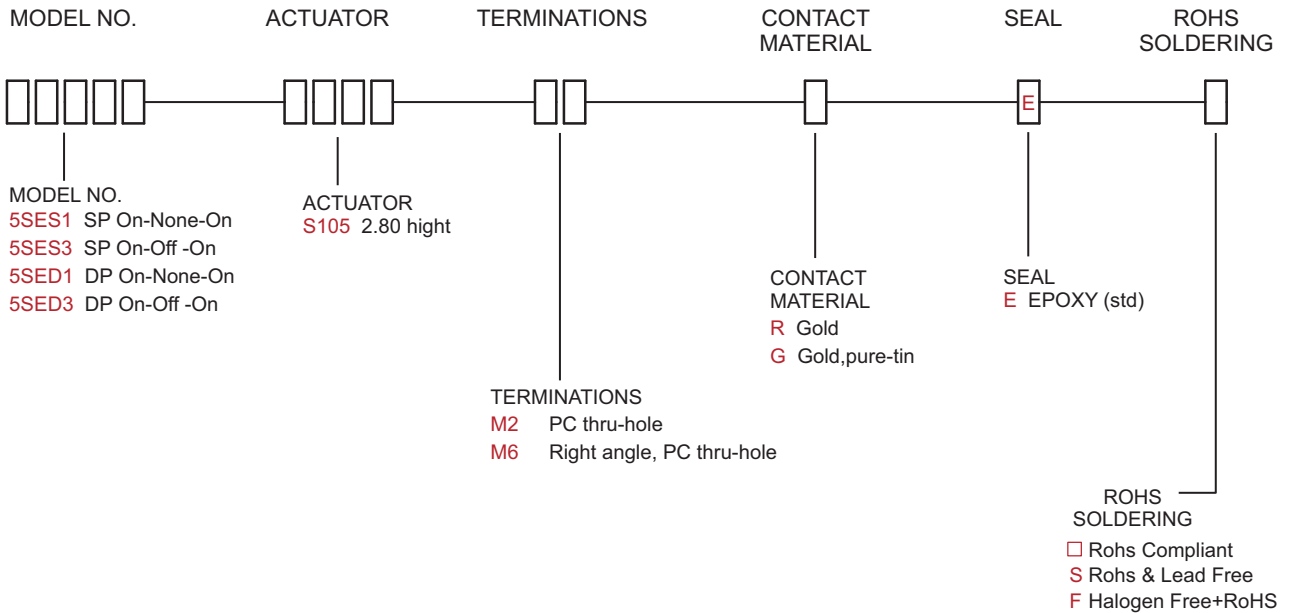 MODEL NO.
ACTUATOR
TERMINATIONS
CONTACT
MATERIAL
SEAL
ROHS
SOLDERING
E
MODEL NO.
5SES1 SP On-None-On
5SES3 SP On-Off -On
5SED1 DP On-None-On
5SED3 DP On-Off -On
ACTUATOR
S105 2.80 hight
TERMINATIONS
M2 PC thru-hole
M6 Right angle, PC thru-hole
CONTACT
MATERIAL
R Gold
G Gold,pure-tin
SEAL
E EPOXY (std)
ROHS
SOLDERING
□ Rohs Compliant
S Rohs & Lead Free
F Halogen Free+RoHS